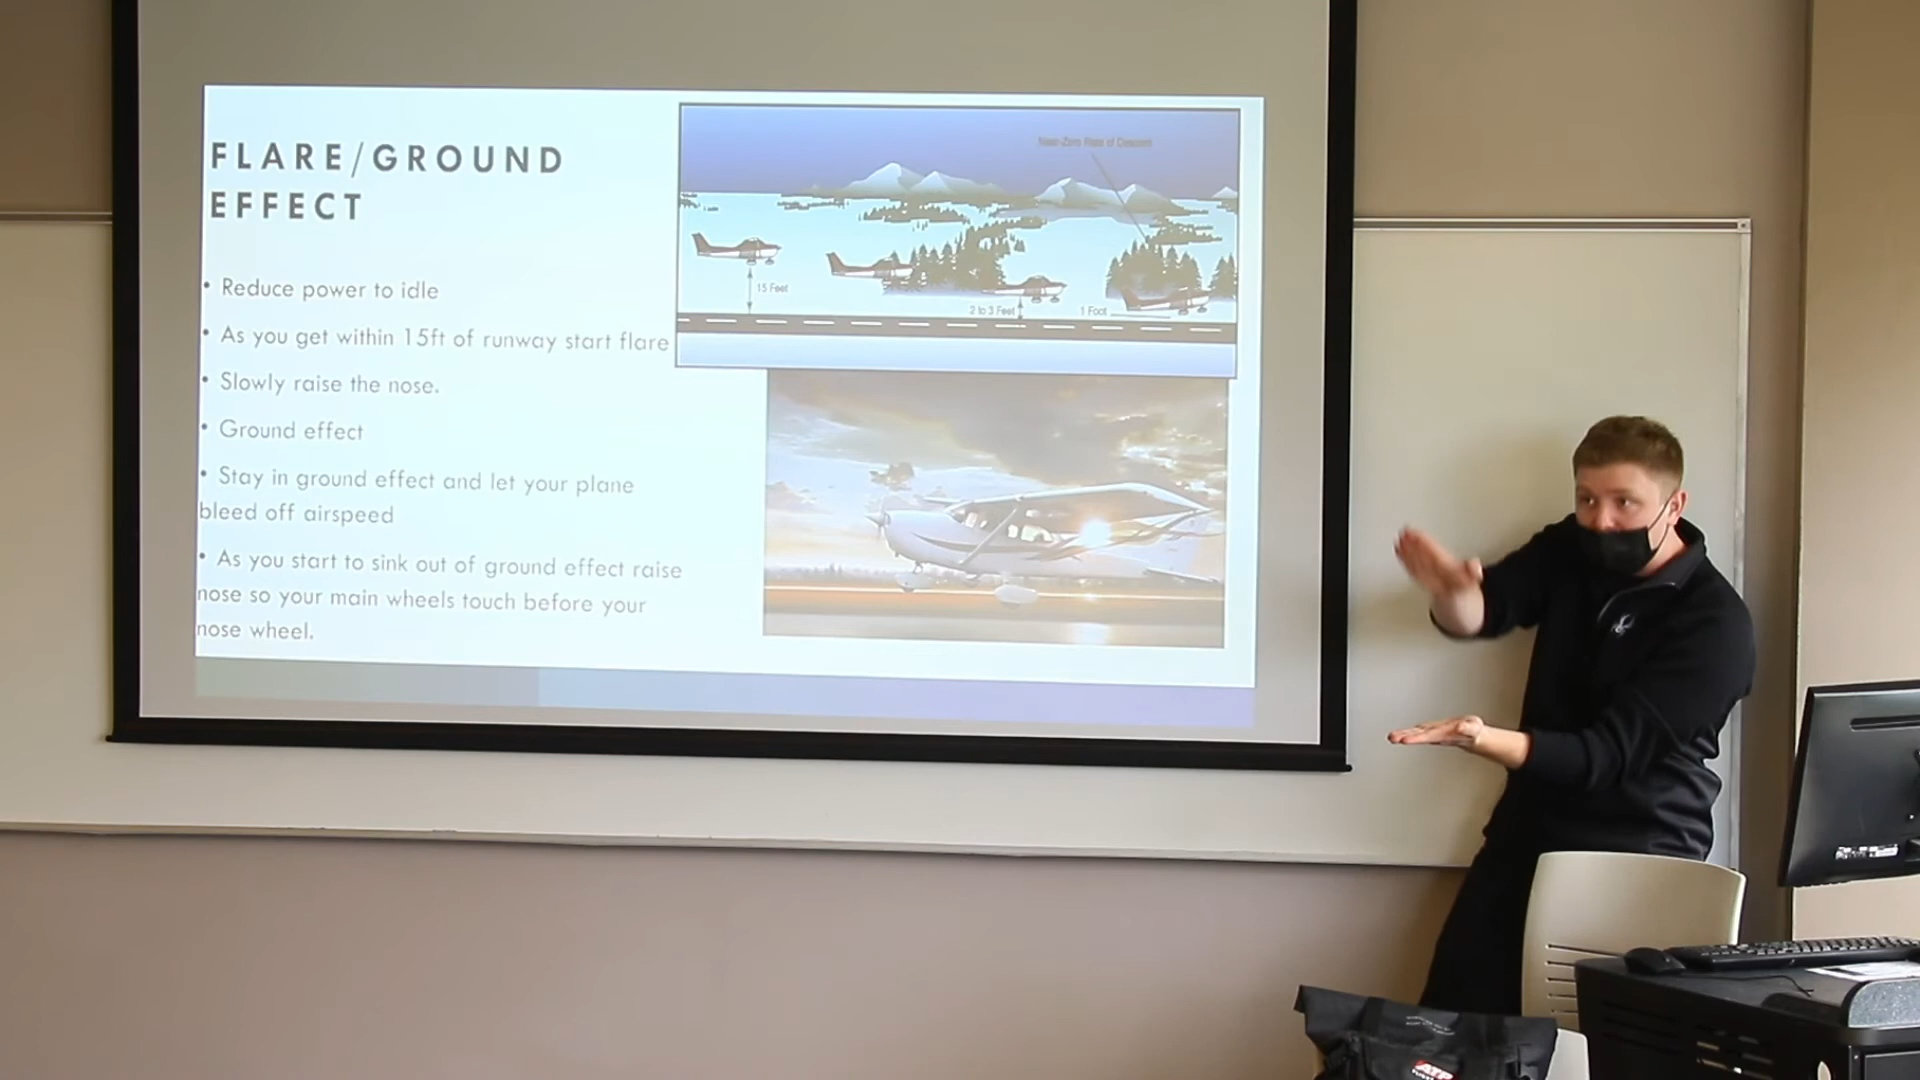 FLARE/GROUND
EFFECT
• Reduce power to idle
• As you get within 15ft of runway start flare
• Slowly raise the nose.
• Ground effect
• Stay in ground effect and let your plane
bleed off airspeed
• As you start to sink out of ground effect raise
nose so your main wheels touch before your
nose wheel.
Near-Zero Rate of Descent
15 Feet
2 to 3 Feet
1 Foot
ATP